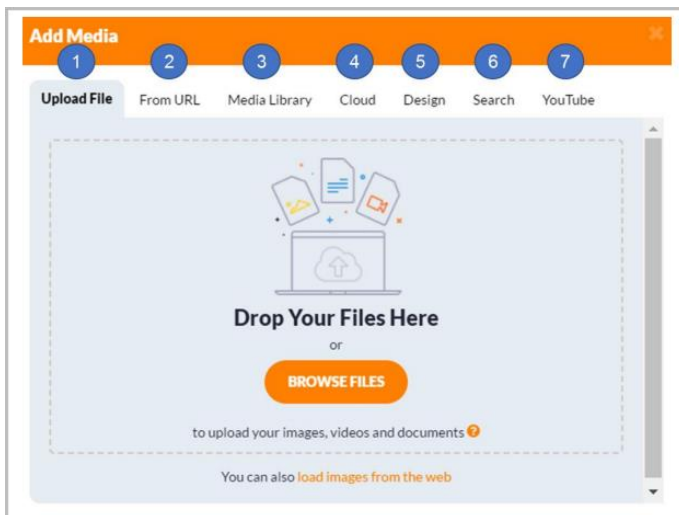 Add Media
1 2 3 4 5 6 7
Upload File From URL Media Library Cloud Design Search YouTube
Drop Your Files Here
or
BROWSE FILES
to upload your images, videos and documents ?
You can also load images from the web